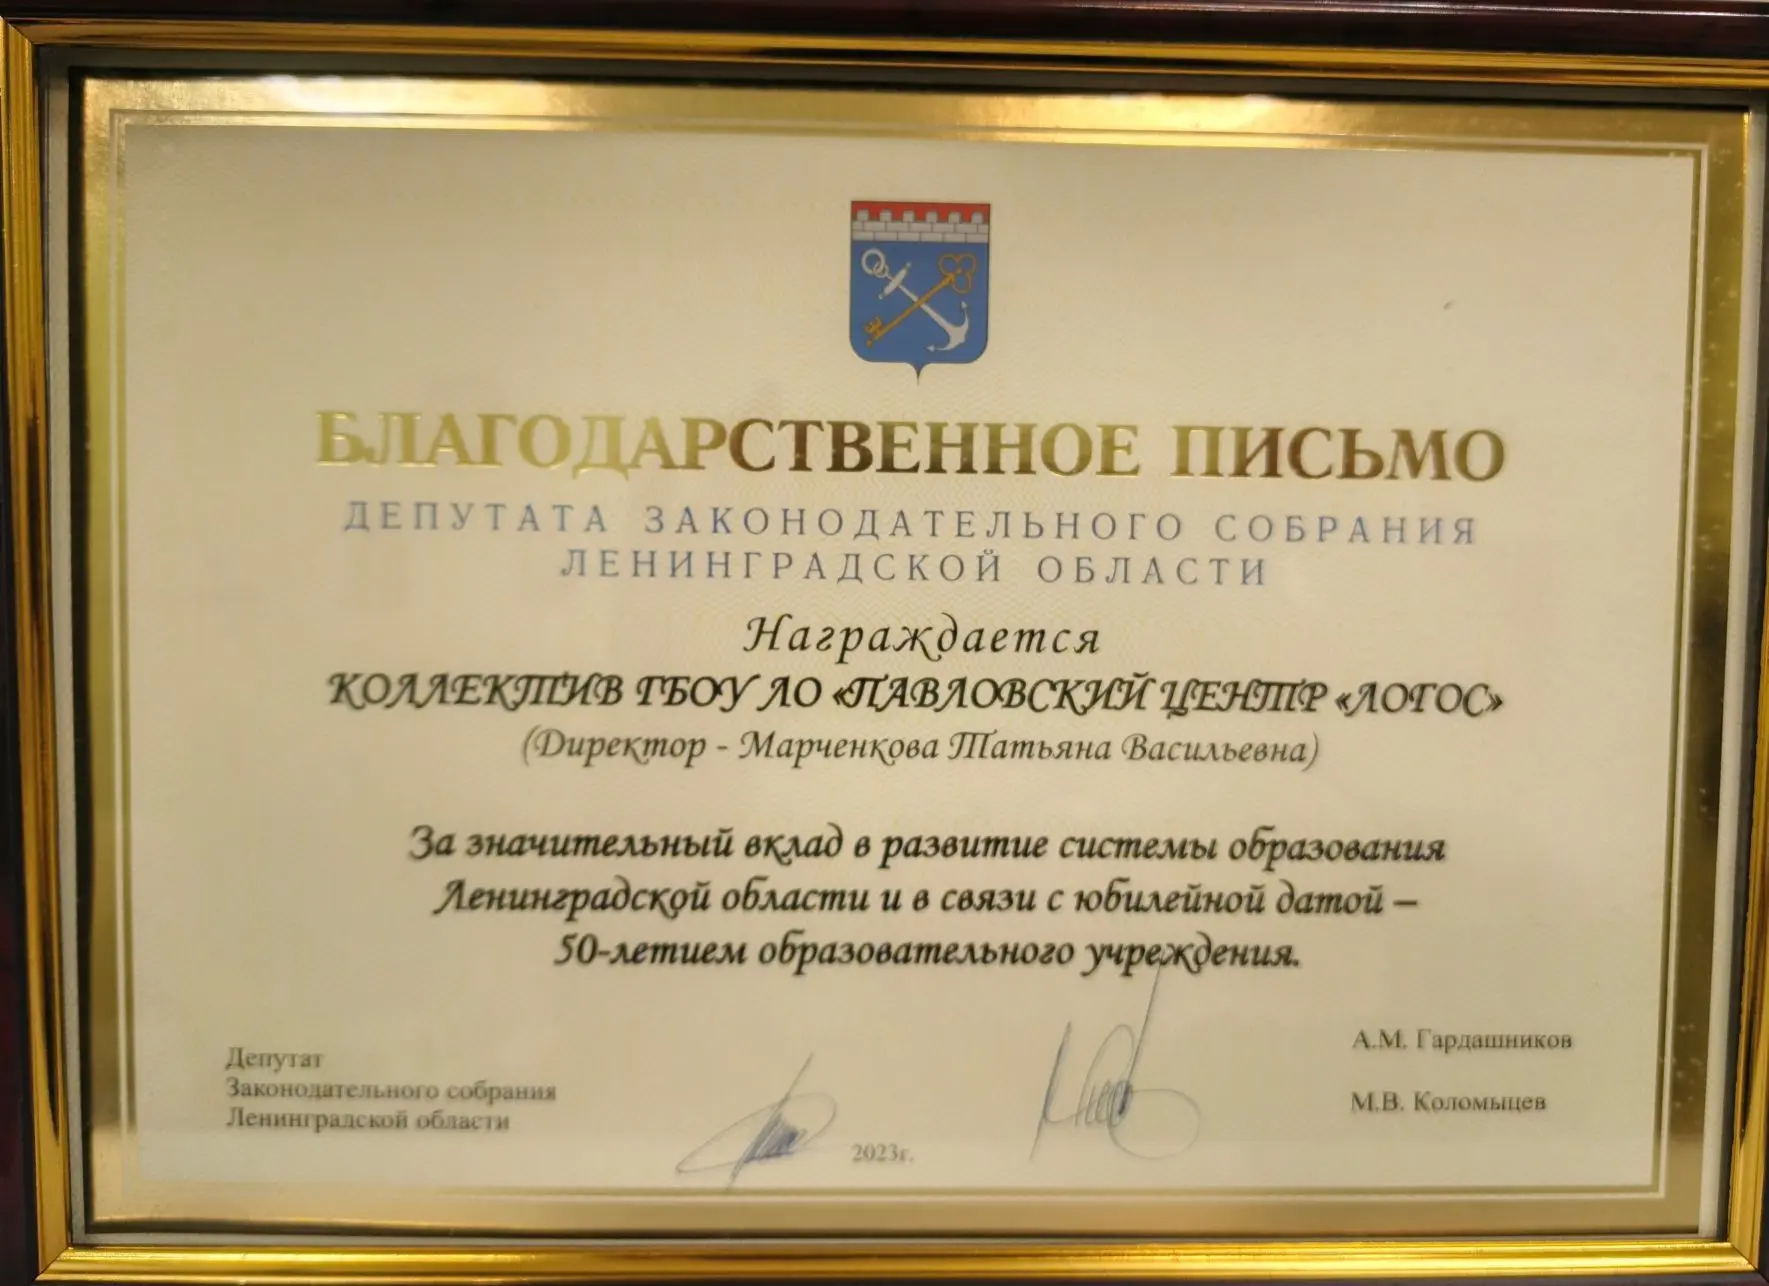 БЛАГОДАРСТВЕННОЕ ПИСЬМО
ДЕПУТАТА ЗАКОНОДАТЕЛЬНОГО СОБРАНИЯ
ЛЕНИНГРАДСКОЙ ОБЛАСТИ
Награждается
КОЛЛЕКТИВ ГБОУ ЛО «ПАВЛОВСКИЙ ЦЕНТР «ЛОГОС»
(Директор - Марченкова Татьяна Васильевна)
За значительный вклад в развитие системы образования
Ленинградской области и в связи с юбилейной датой –
50-летием образовательного учреждения.
Депутат
Законодательного собрания
Ленинградской области
2023г.
А.М. Гардашников
М.В. Коломыцев